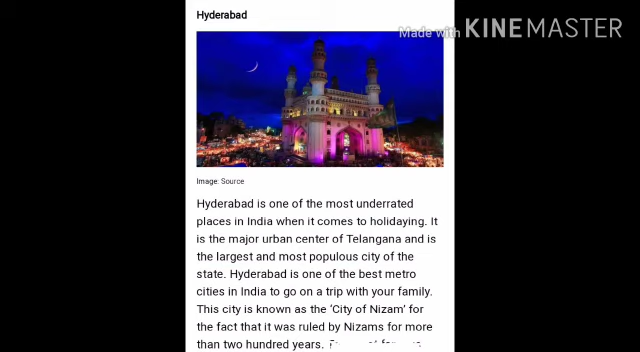 Hyderabad
Made with KINEMASTER
Image: Source
Hyderabad is one of the most underrated
places in India when it comes to holidaying. It
is the major urban center of Telangana and is
the largest and most populous city of the
state. Hyderabad is one of the best metro
cities in India to go on a trip with your family.
This city is known as the ‘City of Nizam’ for
the fact that it was ruled by Nizams for more
than two hundred years.